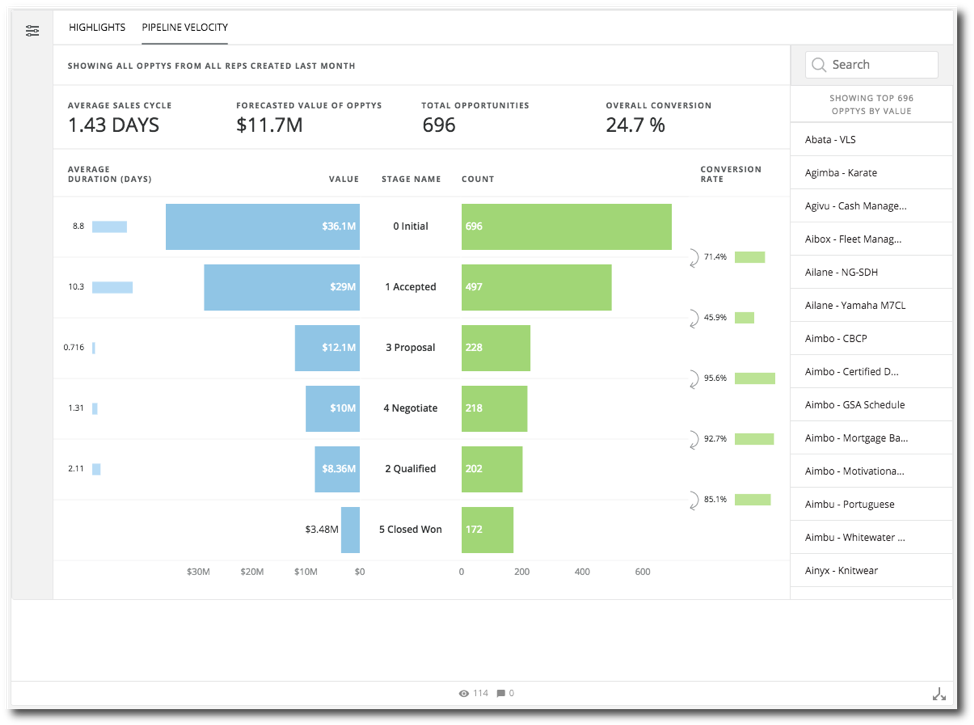 HIGHLIGHTS PIPELINE VELOCITY
SHOWING ALL OPPTYS FROM ALL REPS CREATED LAST MONTH
AVERAGE SALES CYCLE FORECASTED VALUE OF OPPTYS TOTAL OPPORTUNITIES OVERALL CONVERSION
1.43 DAYS $11.7M 696 24.7 %
AVERAGE
DURATION (DAYS) VALUE STAGE NAME COUNT
CONVERSION
RATE
8.8 $36.1M 0 Initial 696
71.4%
10.3 $29M 1 Accepted 497
45.9%
0.716 $12.1M 3 Proposal 228
95.6%
1.31 $10M 4 Negotiate 218
92.7%
2.11 $8.36M 2 Qualified 202
85.1%
$3.48M 5 Closed Won 172
$30M $20M $10M $0 0 200 400 600
Search
SHOWING TOP 696
OPPTYS BY VALUE
Abata - VLS
Agimba - Karate
Agivu - Cash Manage...
Aibox - Fleet Manag...
Ailane - NG-SDH
Ailane - Yamaha M7CL
Aimbo - CBCP
Aimbo - Certified D...
Aimbo - GSA Schedule
Aimbo - Mortgage Ba...
Aimbo - Motivationa...
Aimbu - Portuguese
Aimbu - Whitewater ...
Ainyx - Knitwear
114 0